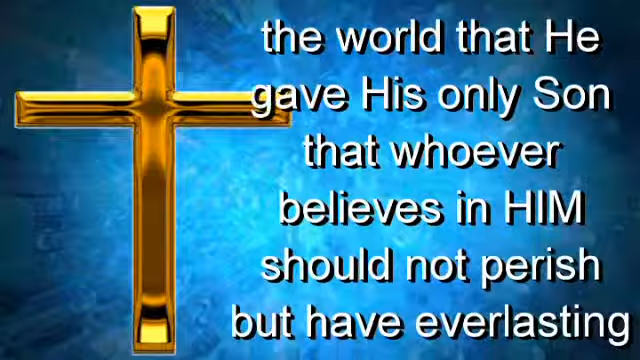 the world that He
gave His only Son
that whoever
believes in HIM
should not perish
but have everlasting